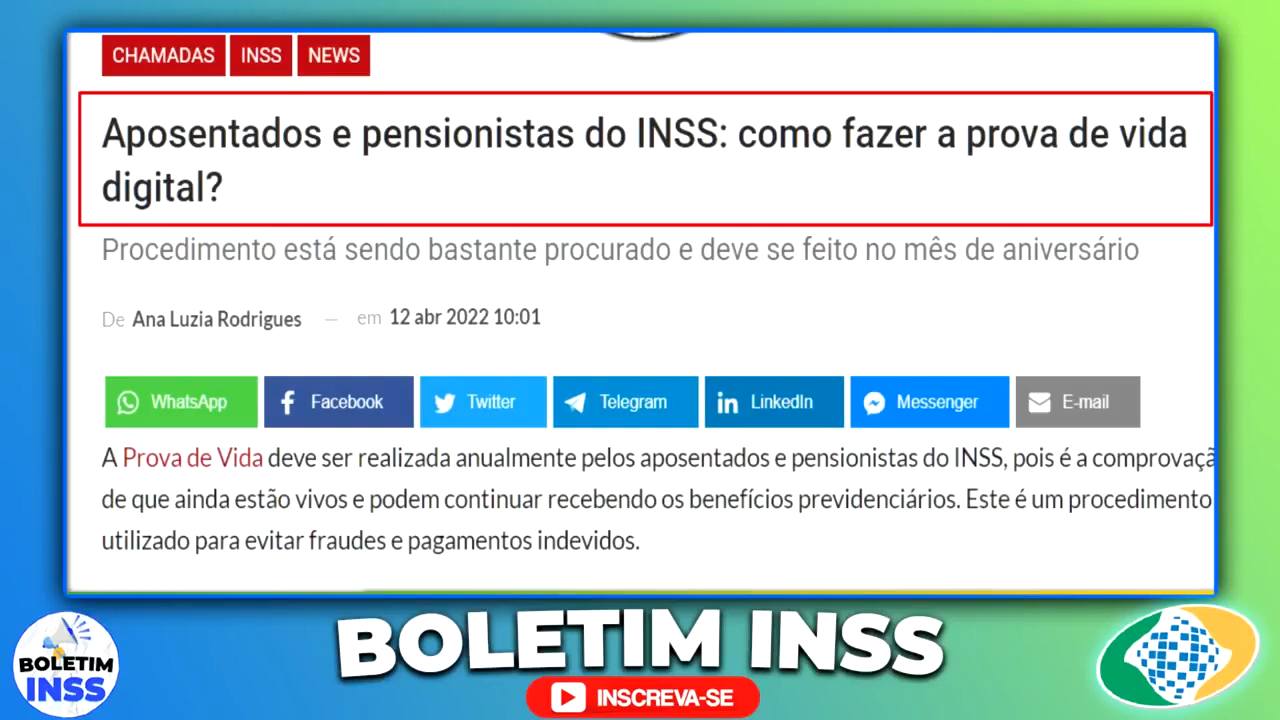 CHAMADAS INSS NEWS
Aposentados e pensionistas do INSS: como fazer a prova de vida
digital?
Procedimento está sendo bastante procurado e deve se feito no mês de aniversário
De Ana Luzia Rodrigues — em 12 abr 2022 10:01
WhatsApp Facebook Twitter Telegram LinkedIn Messenger E-mail
A Prova de Vida deve ser realizada anualmente pelos aposentados e pensionistas do INSS, pois é a comprovaçã
de que ainda estão vivos e podem continuar recebendo os benefícios previdenciários. Este é um procedimento
utilizado para evitar fraudes e pagamentos indevidos.
BOLETIM INSS
INSCREVA-SE
BOLETIM
INSS